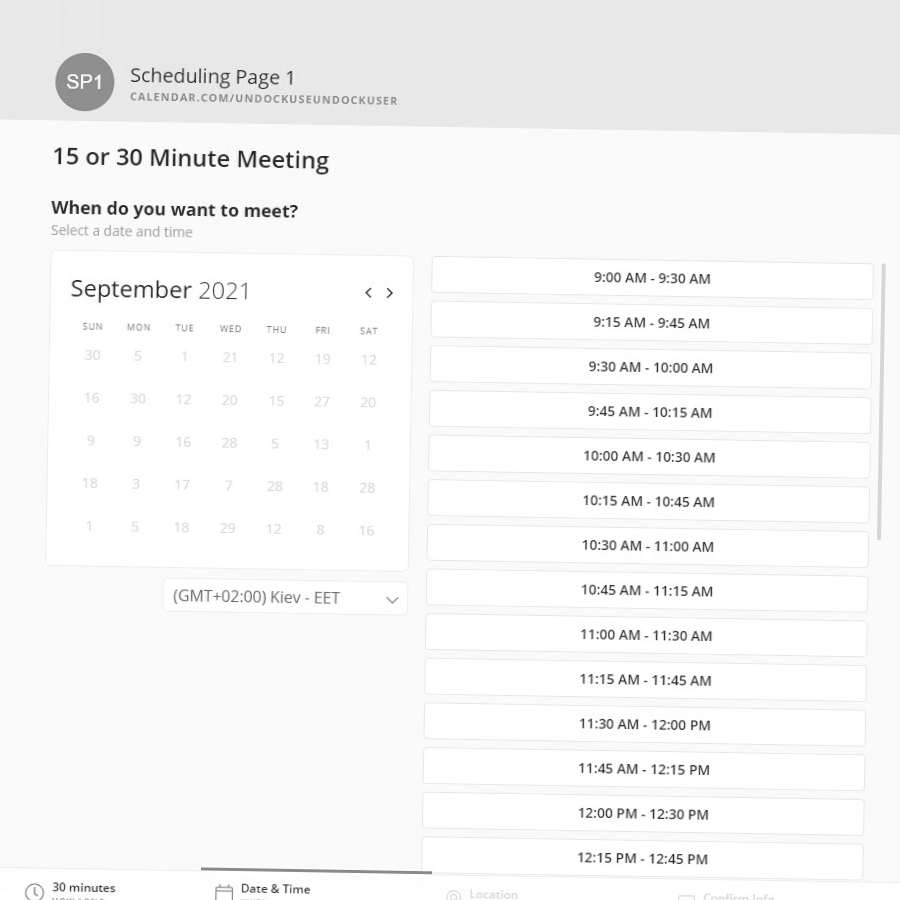 SP1
Scheduling Page 1
CALENDAR.COM/UNDOCKUSEUNDOCKUSER
15 or 30 Minute Meeting
When do you want to meet?
Select a date and time
September 2021
SUN MON TUE WED THU FRI SAT
30 5 1 21 12 19 12
16 30 12 20 15 27 20
9 9 16 28 5 13 1
18 3 17 7 28 18 28
1 5 18 29 12 8 16
(GMT+02:00) Kiev - EET
9:00 AM - 9:30 AM
9:15 AM - 9:45 AM
9:30 AM - 10:00 AM
9:45 AM - 10:15 AM
10:00 AM - 10:30 AM
10:15 AM - 10:45 AM
10:30 AM - 11:00 AM
10:45 AM - 11:15 AM
11:00 AM - 11:30 AM
11:15 AM - 11:45 AM
11:30 AM - 12:00 PM
11:45 AM - 12:15 PM
12:00 PM - 12:30 PM
12:15 PM - 12:45 PM
30 minutes
Date & Time
Location
Confirm Info